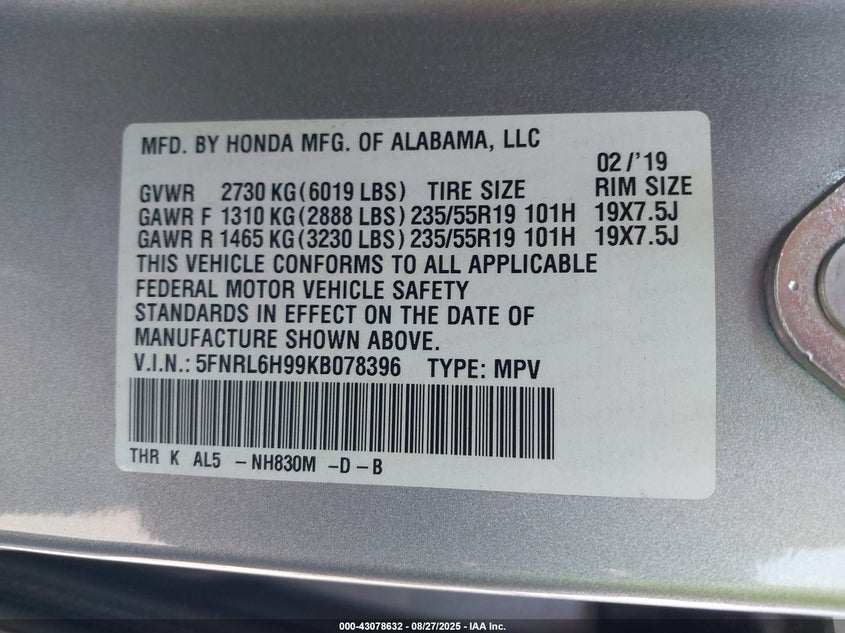 MFD. BY HONDA MFG. OF ALABAMA, LLC
02/'19
GVWR 2730 KG(6019 LBS) TIRE SIZE RIM SIZE
GAWR F 1310 KG(2888 LBS) 235/55R19 101H 19X7.5J
GAWR R 1465 KG(3230 LBS) 235/55R19 101H 19X7.5J
THIS VEHICLE CONFORMS TO ALL APPLICABLE
FEDERAL MOTOR VEHICLE SAFETY
STANDARDS IN EFFECT ON THE DATE OF
MANUFACTURE SHOWN ABOVE.
V.I.N.: 5FNRL6H99KB078396 TYPE: MPV
THR K AL5 -NH830M -D-B
000-43078632 - 08/27/2025 - IAA Inc.